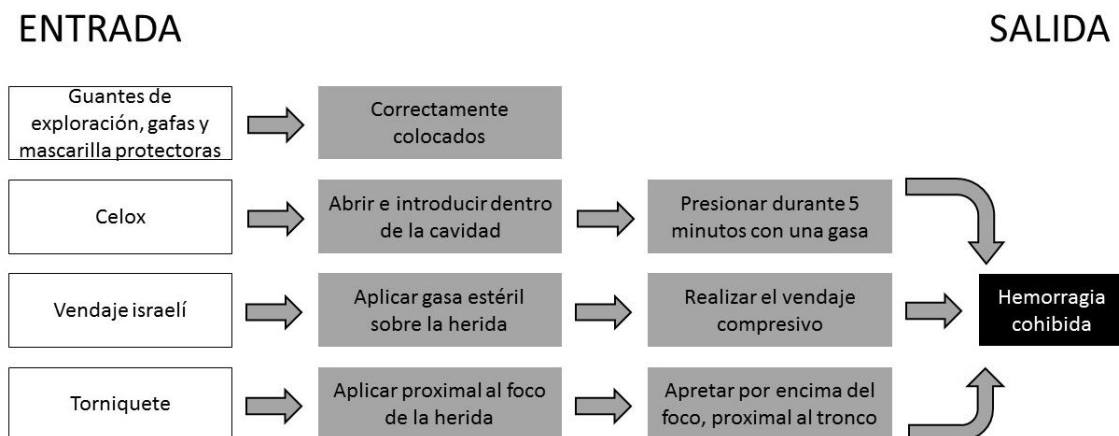 ENTRADA
SALIDA
Guantes de
exploración, gafas y
mascarilla protectoras
Correctamente
colocados
Celox
Abrir e introducir dentro
de la cavidad
Presionar durante 5
minutos con una gasa
Vendaje israelí
Aplicar gasa estéril
sobre la herida
Realizar el vendaje
compresivo
Hemorragia
cohibida
Torniquete
Aplicar proximal al foco
de la herida
Apretar por encima del
foco, proximal al tronco